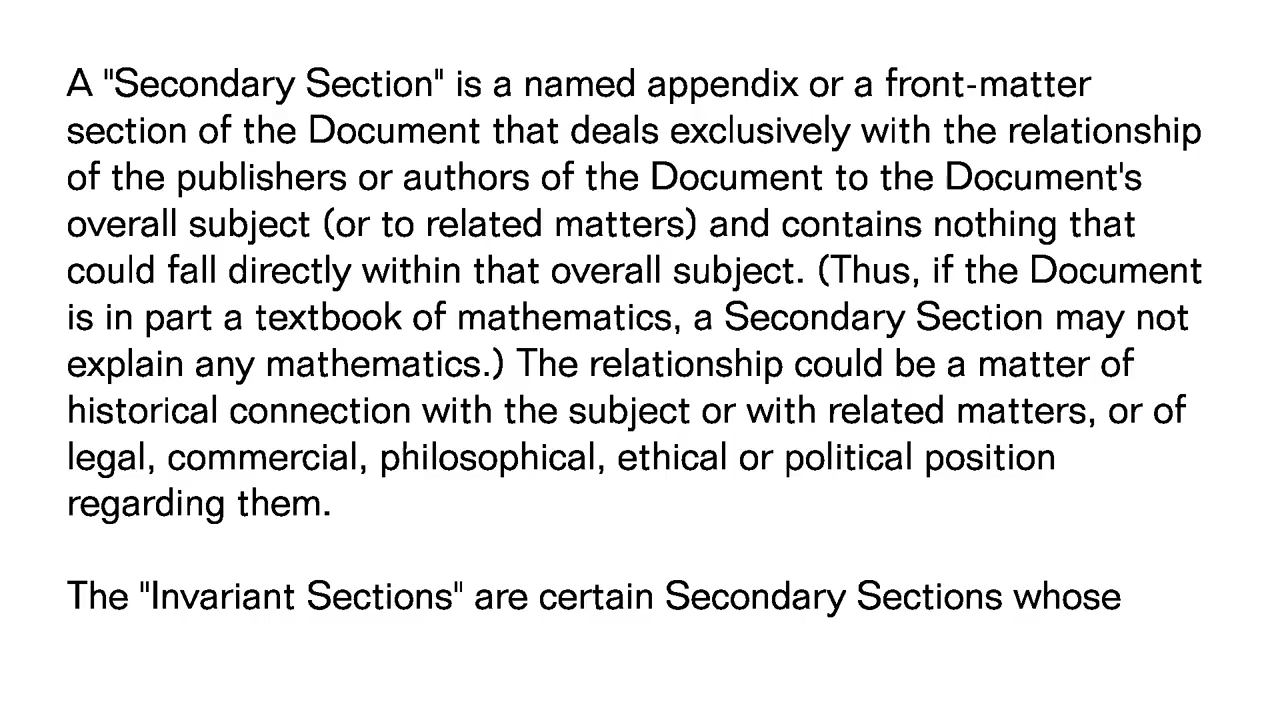 A "Secondary Section" is a named appendix or a front-matter
section of the Document that deals exclusively with the relationship
of the publishers or authors of the Document to the Document's
overall subject (or to related matters) and contains nothing that
could fall directly within that overall subject. (Thus, if the Document
is in part a textbook of mathematics, a Secondary Section may not
explain any mathematics.) The relationship could be a matter of
historical connection with the subject or with related matters, or of
legal, commercial, philosophical, ethical or political position
regarding them.

The "Invariant Sections" are certain Secondary Sections whose